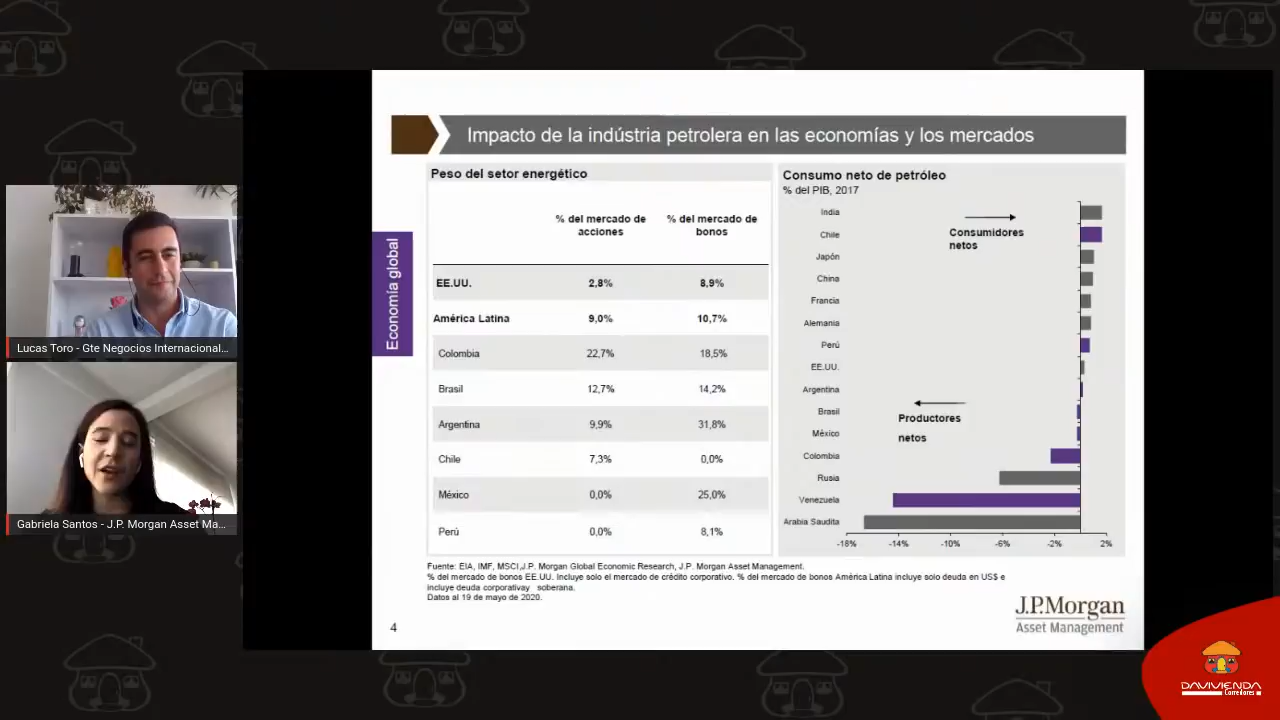 Impacto de la indústria petrolera en las economías y los mercados
Economía global
Peso del setor energético
% del mercado de acciones
% del mercado de bonos
EE.UU. 2,8% 8,9%
América Latina 9,0% 10,7%
Colombia 22,7% 18,5%
Brasil 12,7% 14,2%
Argentina 9,9% 31,8%
Chile 7,3% 0,0%
México 0,0% 25,0%
Perú 0,0% 8,1%
Consumo neto de petróleo
% del PIB, 2017
India
Chile
Japón
China
Francia
Alemania
Perú
EE.UU.
Argentina
Brasil
México
Colombia
Rusia
Venezuela
Arabia Saudita
Consumidores
netos
Productores
netos
-18% -14% -10% -6% -2% 2%
Fuente: EIA, IMF, MSCI,J.P. Morgan Global Economic Research, J.P. Morgan Asset Management.
% del mercado de bonos EE.UU. Incluye solo el mercado de crédito corporativo. % del mercado de bonos América Latina incluye solo deuda en US$ e
incluye deuda corporativay soberana.
Datos al 19 de mayo de 2020.
4
J.P.Morgan
Asset Management
Lucas Toro - Gte Negocios Internacional...
Gabriela Santos - J.P. Morgan Asset Ma...
DAVIVIENDA
Corredores